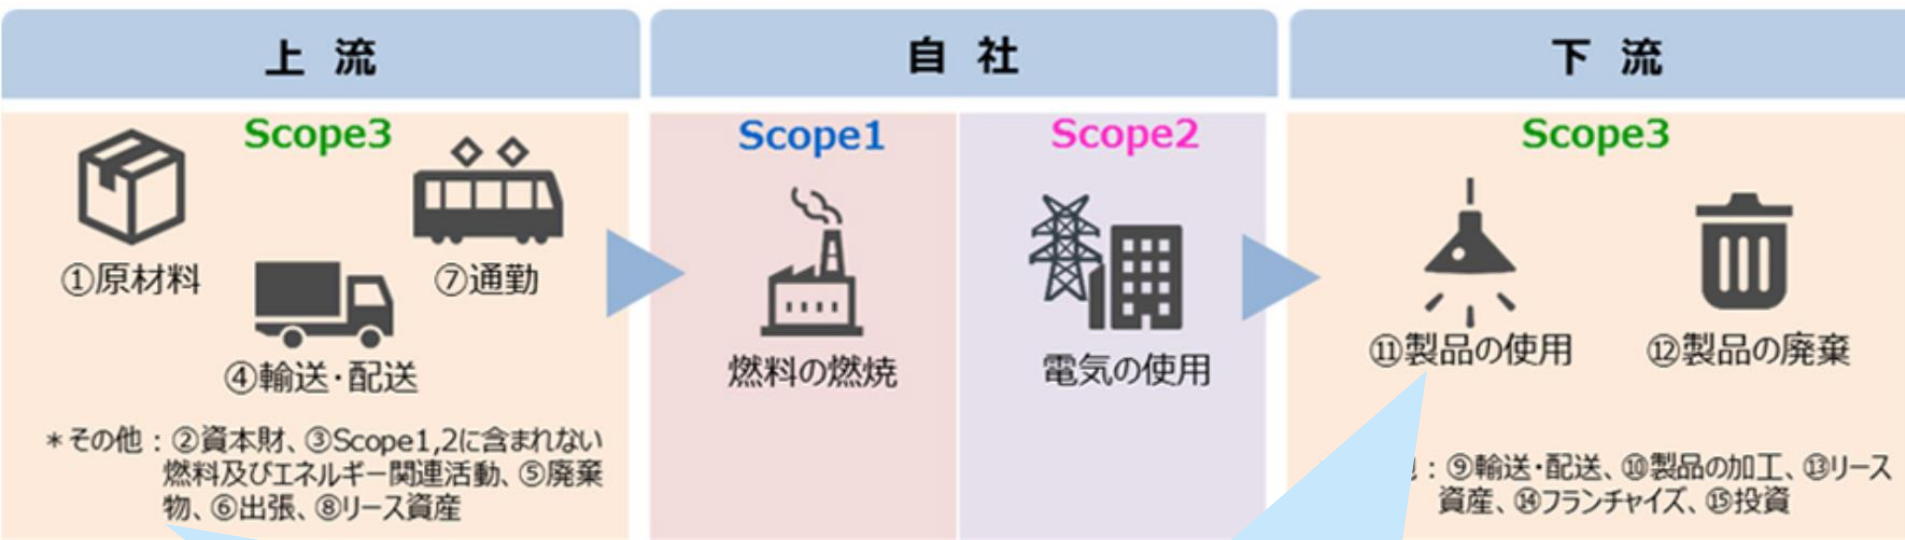 上 流
自 社
下 流
Scope3
①原材料
⑦通勤
④輸送・配送
＊その他：②資本財、③Scope1,2に含まれない
燃料及びエネルギー関連活動、⑤廃棄
物、⑥出張、⑧リース資産
Scope1
燃料の燃焼
Scope2
電気の使用
Scope3
⑪製品の使用
⑫製品の廃棄
：⑨輸送・配送、⑩製品の加工、⑬リース
資産、⑭フランチャイズ、⑮投資